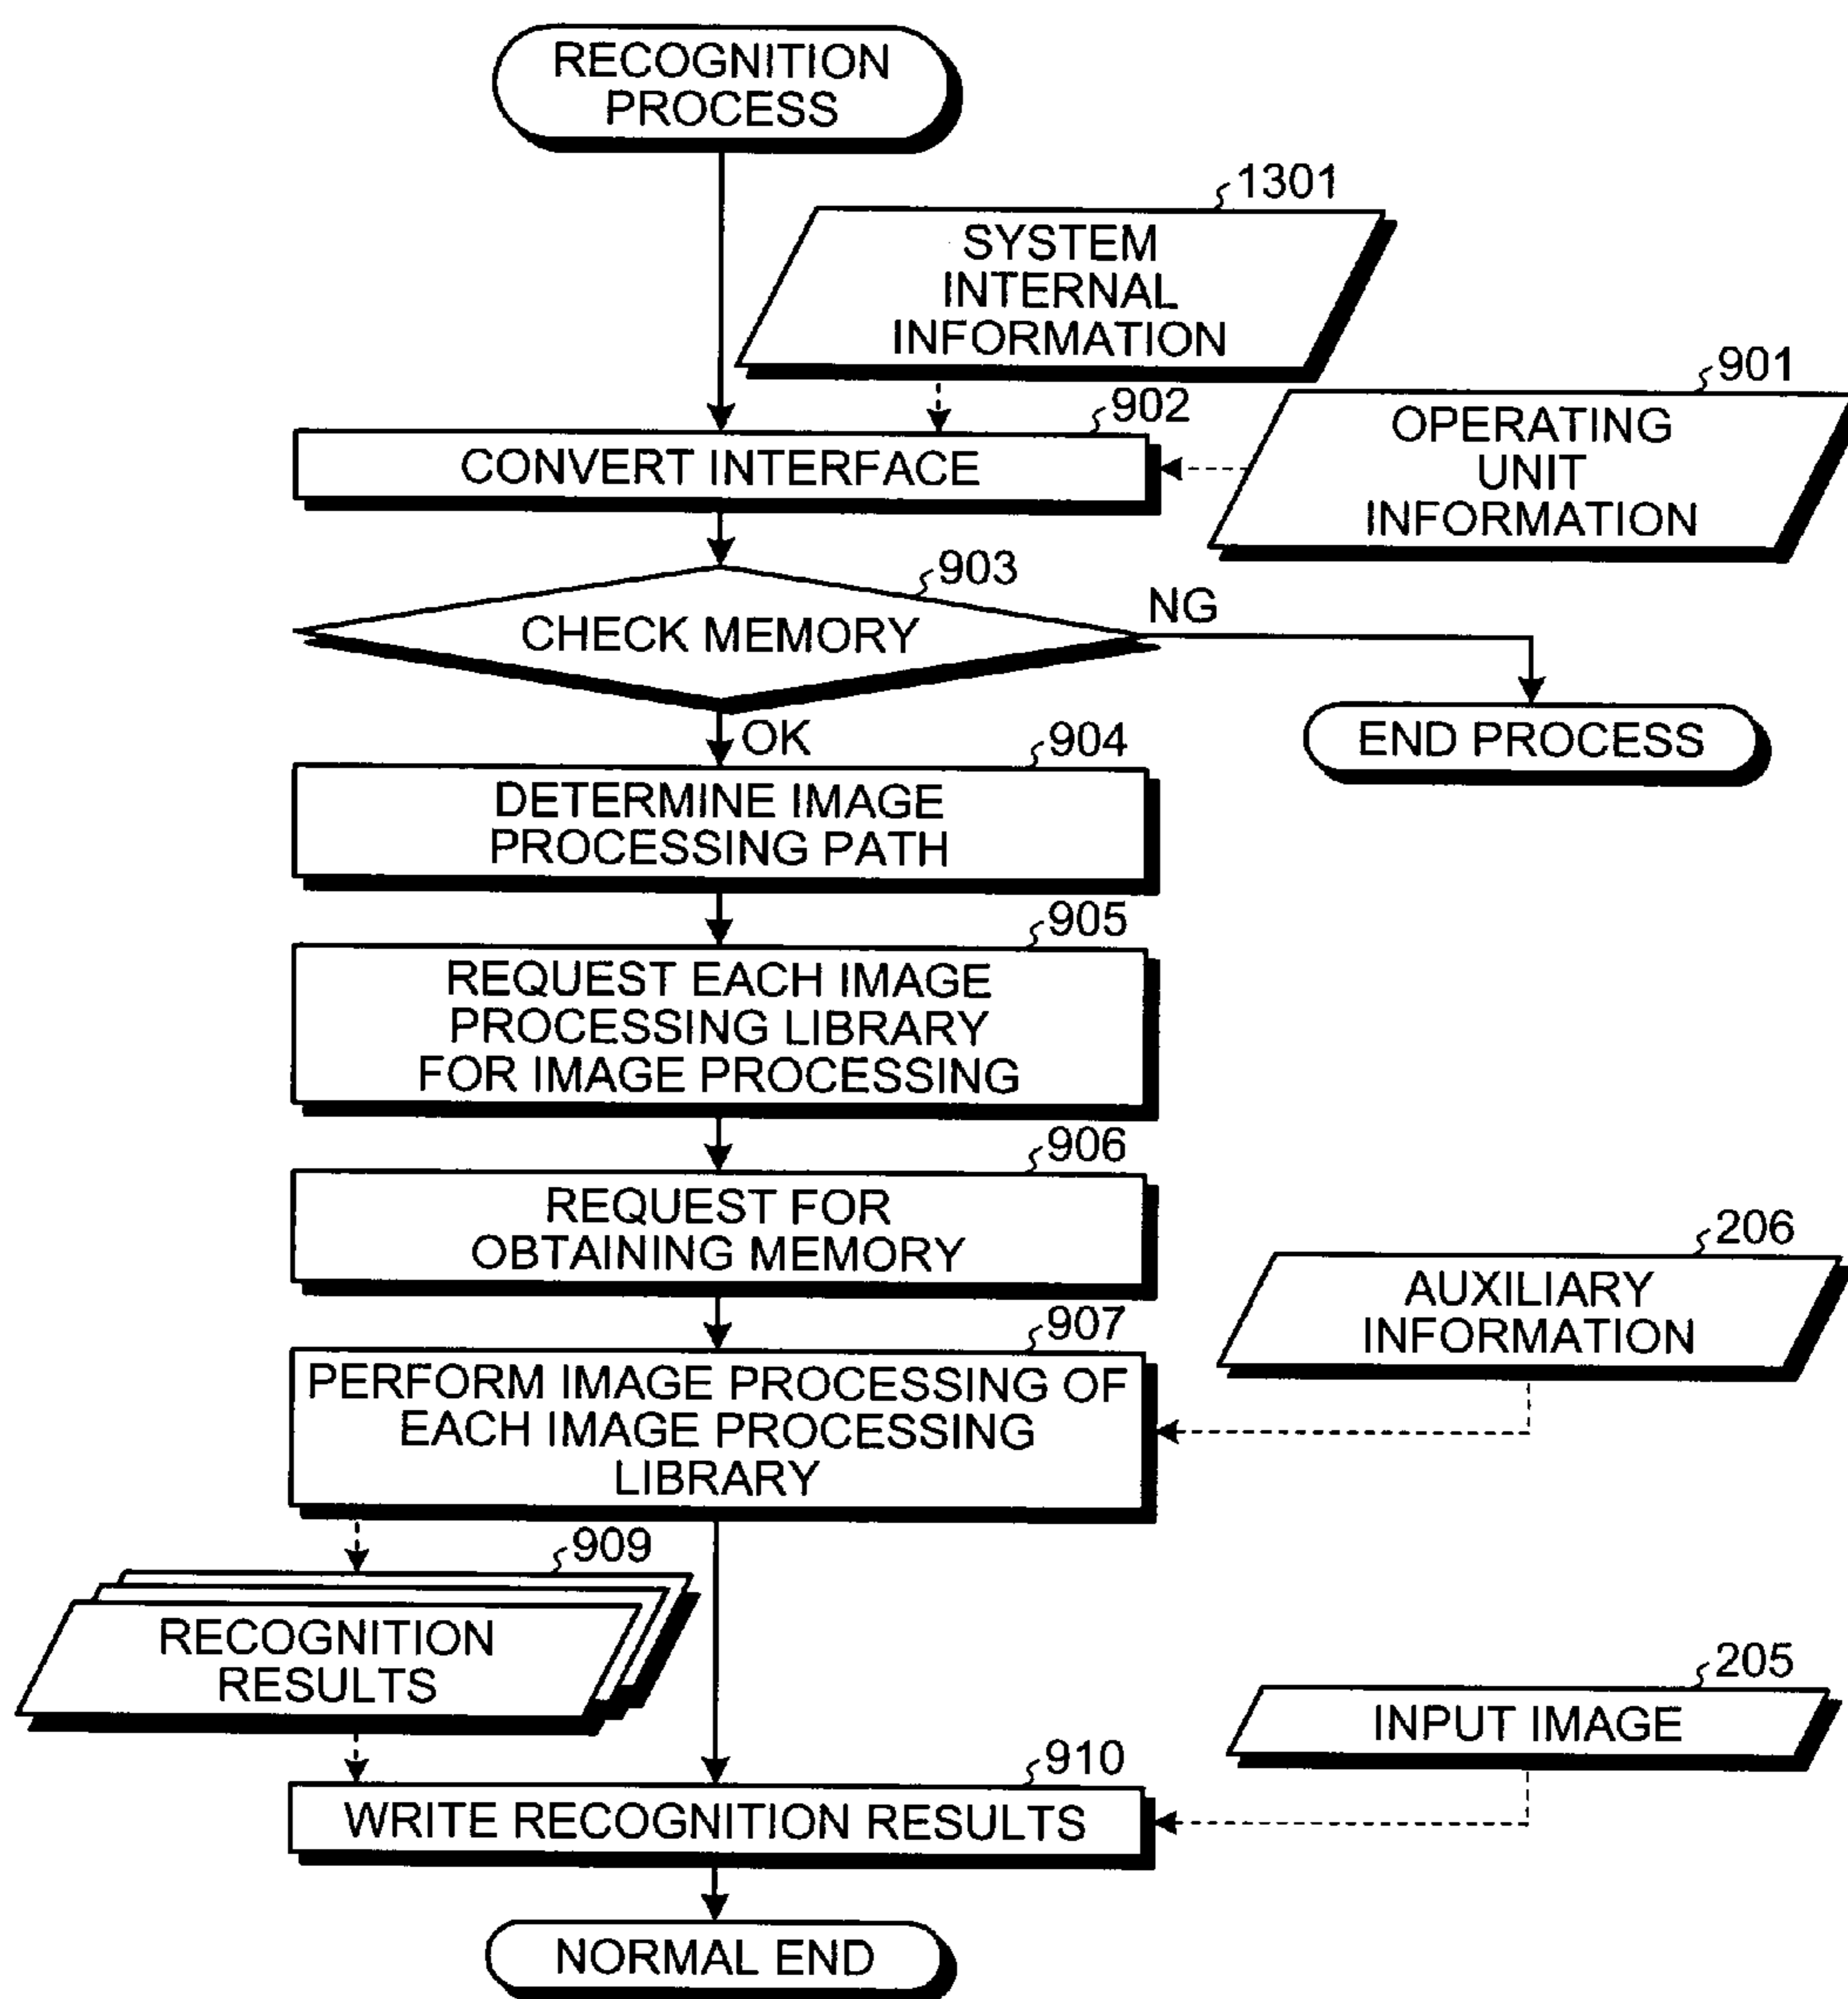 RECOGNITION
PROCESS
1301
SYSTEM
INTERNAL
INFORMATION
901
OPERATING
UNIT
INFORMATION
902
CONVERT INTERFACE
903
CHECK MEMORY
NG
END PROCESS
OK
904
DETERMINE IMAGE
PROCESSING PATH
905
REQUEST EACH IMAGE
PROCESSING LIBRARY
FOR IMAGE PROCESSING
906
REQUEST FOR
OBTAINING MEMORY
206
AUXILIARY
INFORMATION
907
PERFORM IMAGE PROCESSING OF
EACH IMAGE PROCESSING
LIBRARY
909
RECOGNITION
RESULTS
205
INPUT IMAGE
910
WRITE RECOGNITION RESULTS
NORMAL END